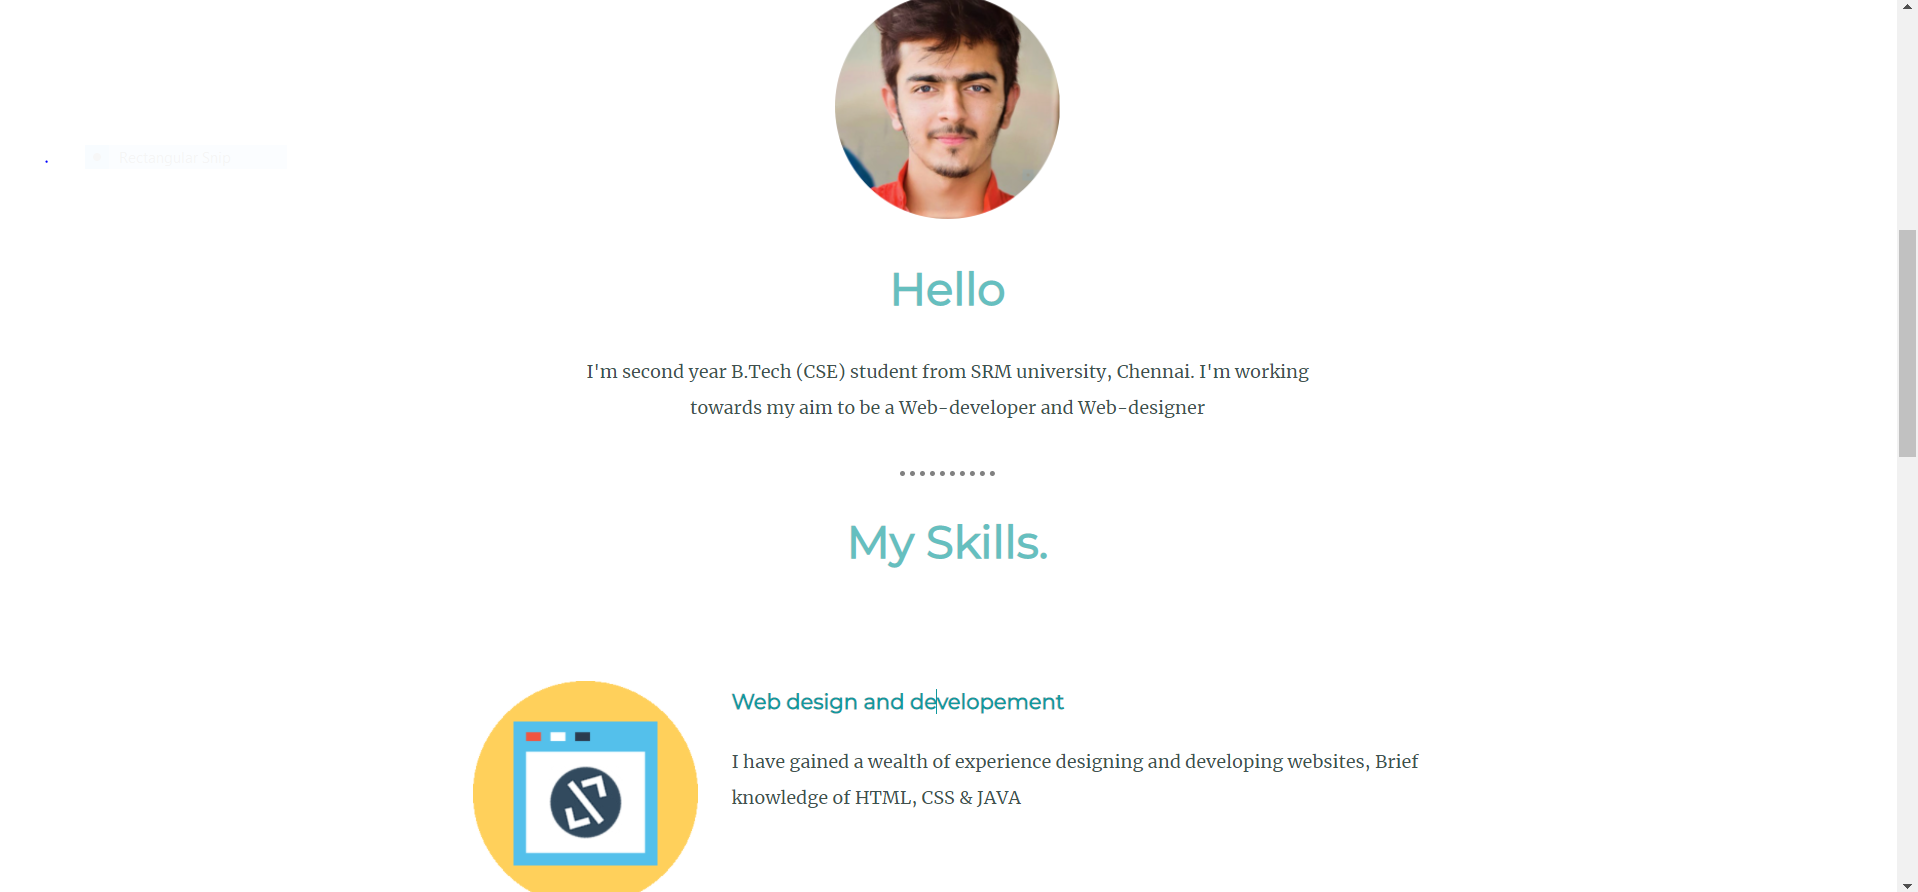 Rectangular Snip
Hello
I'm second year B.Tech (CSE) student from SRM university, Chennai. I'm working
towards my aim to be a Web-developer and Web-designer
My Skills.
Web design and developement
I have gained a wealth of experience designing and developing websites, Brief
knowledge of HTML, CSS & JAVA